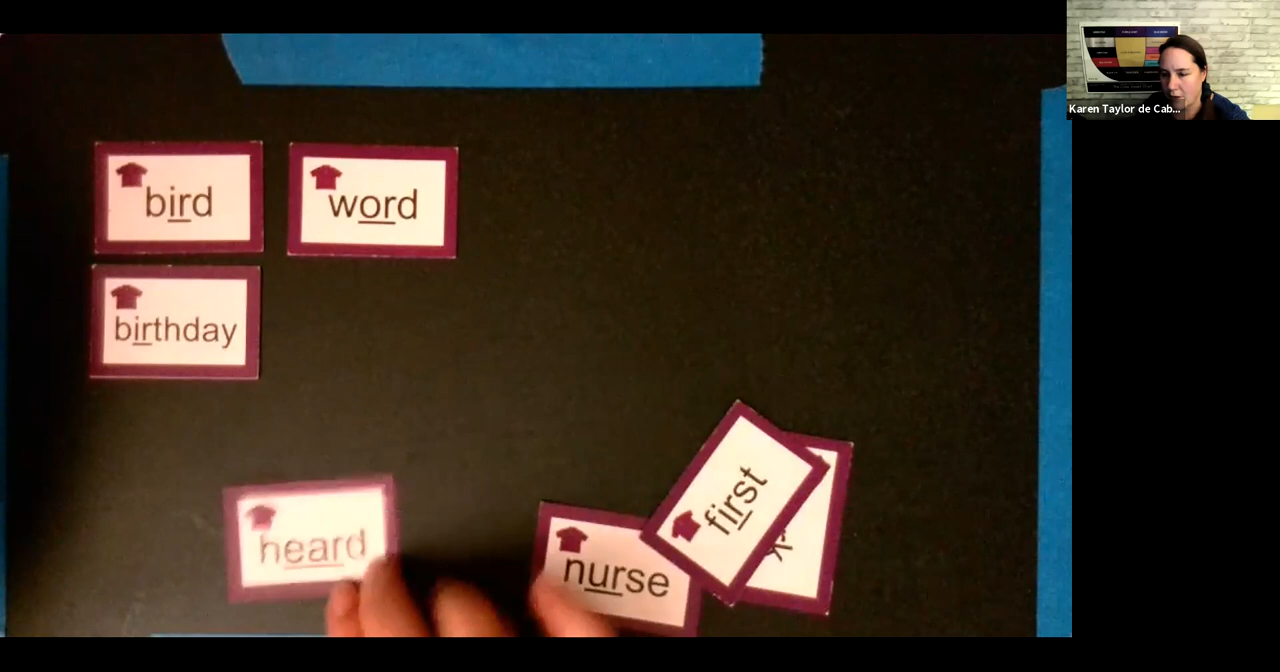 Karen Taylor de Cab...
bird
word
birthday
first
heard
nurse